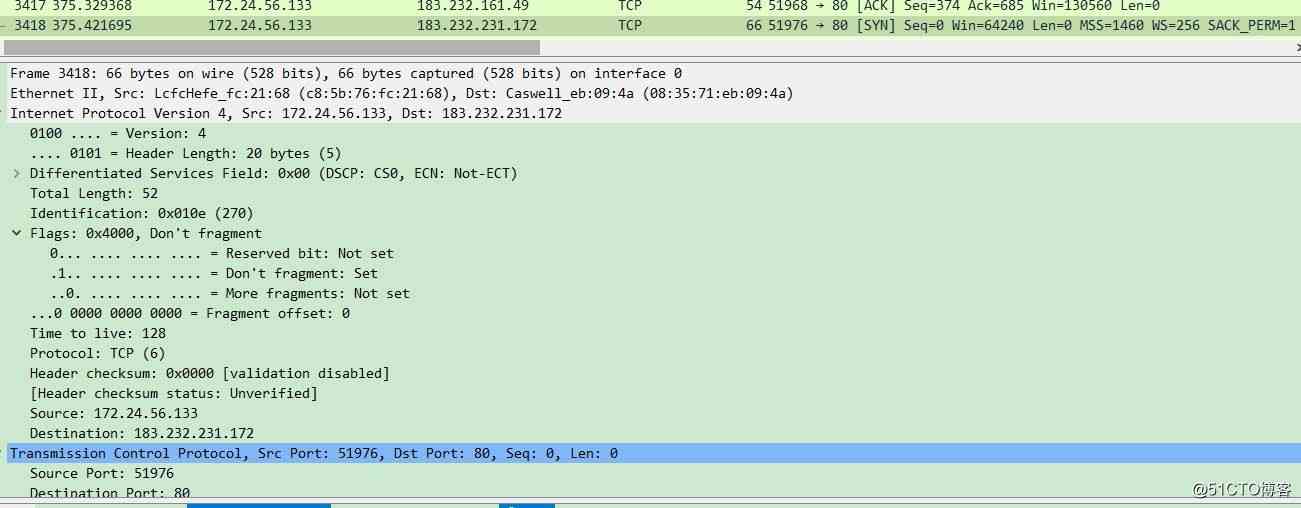 3417 375.329368 172.24.56.133 183.232.161.49 TCP 54 51968 → 80 [ACK] Seq=374 Ack=685 Win=130560 Len=0
3418 375.421695 172.24.56.133 183.232.231.172 TCP 66 51976 → 80 [SYN] Seq=0 Win=64240 Len=0 MSS=1460 WS=256 SACK_PERM=1
Frame 3418: 66 bytes on wire (528 bits), 66 bytes captured (528 bits) on interface 0
Ethernet II, Src: LcfcHefe_fc:21:68 (c8:5b:76:fc:21:68), Dst: Caswell_eb:09:4a (08:35:71:eb:09:4a)
Internet Protocol Version 4, Src: 172.24.56.133, Dst: 183.232.231.172
0100 .... = Version: 4
.... 0101 = Header Length: 20 bytes (5)
Differentiated Services Field: 0x00 (DSCP: CS0, ECN: Not-ECT)
Total Length: 52
Identification: 0x010e (270)
Flags: 0x4000, Don't fragment
0... .... .... .... = Reserved bit: Not set
.1.. .... .... .... = Don't fragment: Set
..0. .... .... .... = More fragments: Not set
...0 0000 0000 0000 = Fragment offset: 0
Time to live: 128
Protocol: TCP (6)
Header checksum: 0x0000 [validation disabled]
[Header checksum status: Unverified]
Source: 172.24.56.133
Destination: 183.232.231.172
Transmission Control Protocol, Src Port: 51976, Dst Port: 80, Seq: 0, Len: 0
Source Port: 51976
Destination Port: 80
@51CTO博客